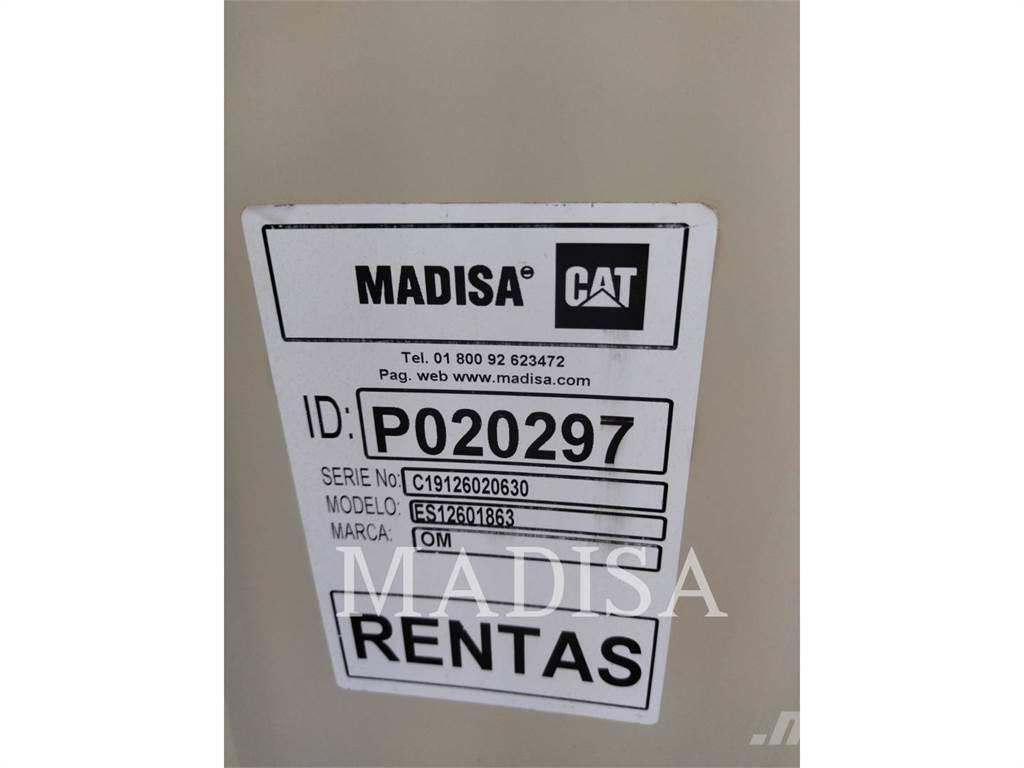 MADISA CAT
Tel. 01 800 92 623472
Pag. web www.madisa.com
ID: P020297
SERIE No: C19126020630
MODELO: ES12601863
MARCA: OM
MADISA
RENTAS